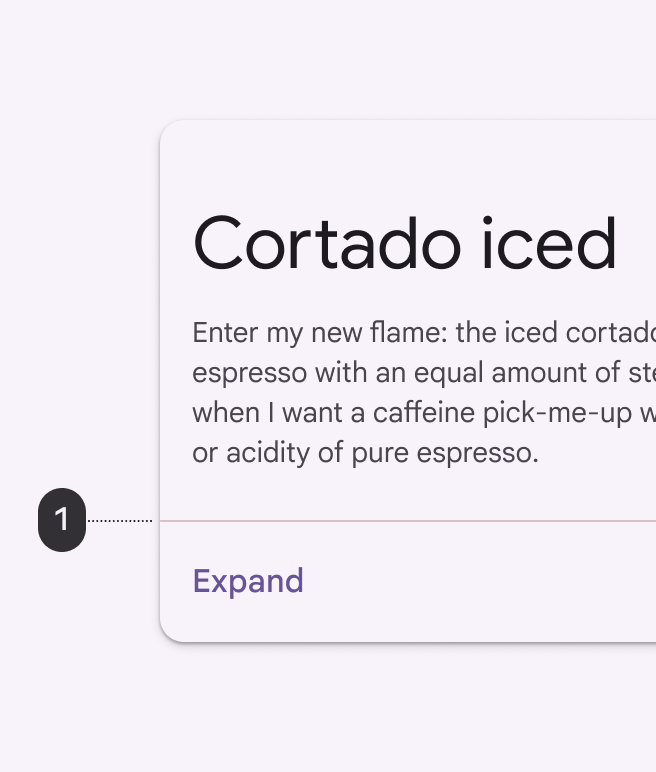 Cortado iced
Enter my new flame: the iced cortado
espresso with an equal amount of
when I want a caffeine pick-me-up
or acidity of pure espresso.
1
Expand